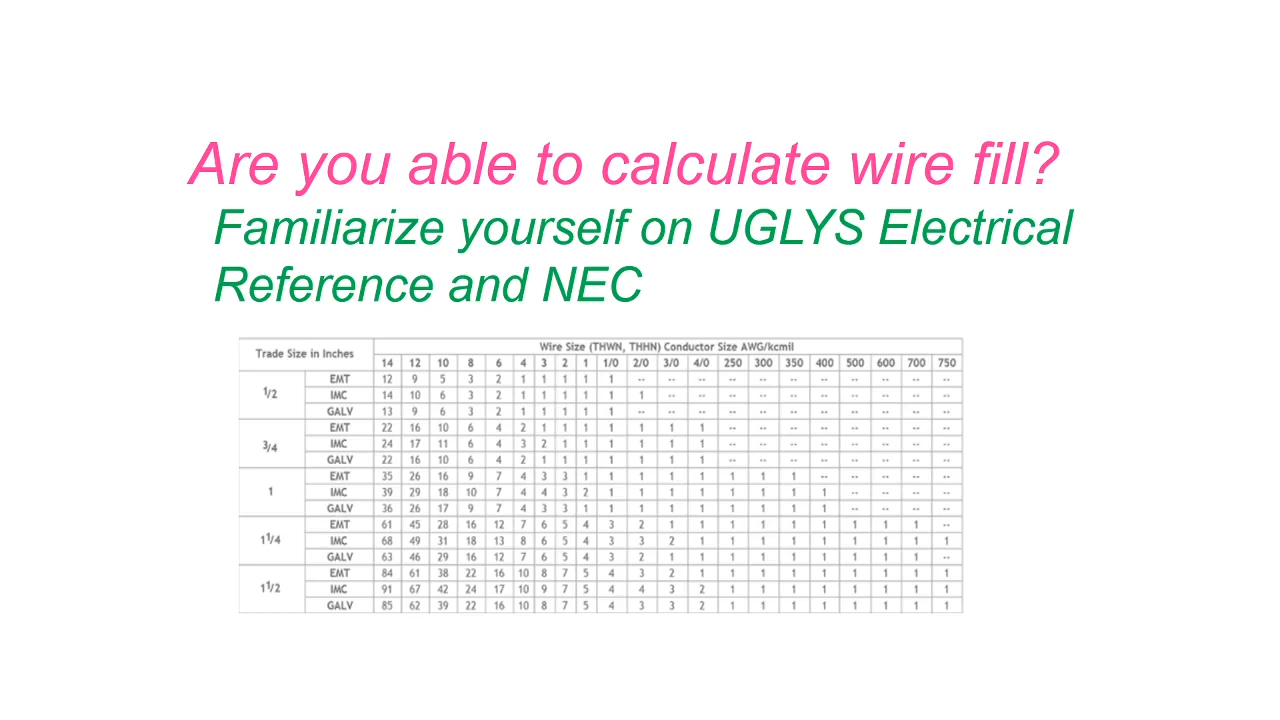 Are you able to calculate wire fill?
Familiarize yourself on UGLYS Electrical
Reference and NEC
Trade Size in Inches
Wire Size (THWN, THHN) Conductor Size AWG/kcmil
14 12 10 8 6 4 3 2 1 1/0 2/0 3/0 4/0 250 300 350 400 500 600 700 750
1/2
EMT 12 9 5 3 2 1 1 1 1 1 -- -- -- -- -- -- -- -- -- -- --
IMC 14 10 6 3 2 1 1 1 1 1 1 -- -- -- -- -- -- -- -- -- --
GALV 13 9 6 3 2 1 1 1 1 1 -- -- -- -- -- -- -- -- -- -- --
3/4
EMT 22 16 10 6 4 2 1 1 1 1 1 1 1 -- -- -- -- -- -- -- --
IMC 24 17 11 6 4 3 2 1 1 1 1 1 1 -- -- -- -- -- -- -- --
GALV 22 16 10 6 4 2 1 1 1 1 1 1 1 -- -- -- -- -- -- -- --
1
EMT 35 26 16 9 7 4 3 3 1 1 1 1 1 1 1 1 -- -- -- -- --
IMC 39 29 18 10 7 4 4 3 2 1 1 1 1 1 1 1 1 -- -- -- --
GALV 36 26 17 9 7 4 3 3 1 1 1 1 1 1 1 1 1 -- -- -- --
1 1/4
EMT 61 45 28 16 12 7 6 5 4 3 2 1 1 1 1 1 1 1 1 1 --
IMC 68 49 31 18 13 8 6 5 4 3 3 2 1 1 1 1 1 1 1 1 1
GALV 63 46 29 16 12 7 6 5 4 3 2 1 1 1 1 1 1 1 1 1 --
1 1/2
EMT 84 61 38 22 16 10 8 7 5 4 3 2 1 1 1 1 1 1 1 1 1
IMC 91 67 42 24 17 10 9 7 5 4 4 3 2 1 1 1 1 1 1 1 1
GALV 85 62 39 22 16 10 8 7 5 4 3 3 2 1 1 1 1 1 1 1 1